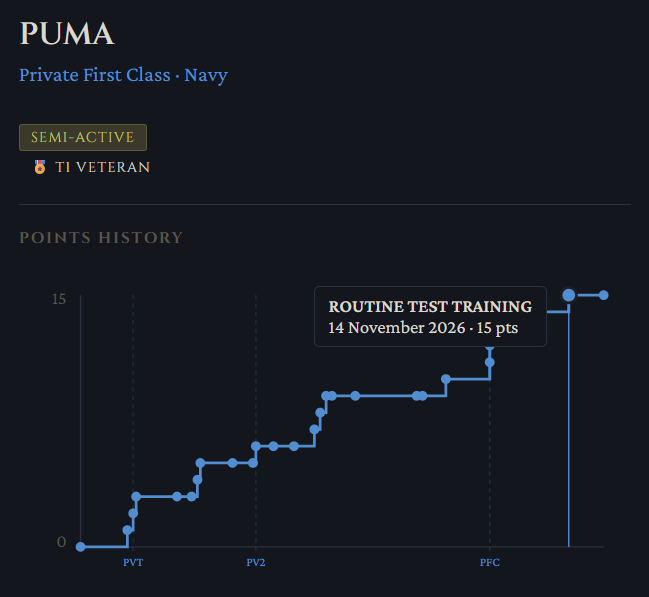 PUMA
Private First Class · Navy
SEMI-ACTIVE
TI VETERAN
POINTS HISTORY
15
ROUTINE TEST TRAINING
14 November 2026 · 15 pts
0
PVT
PV2
PFC